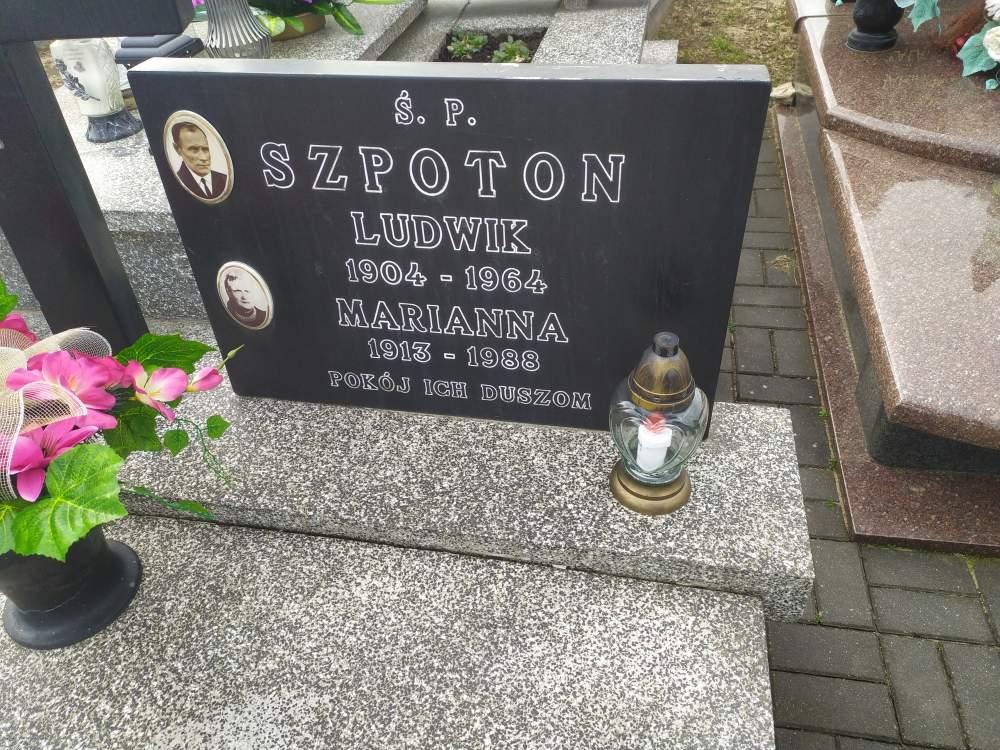 Ś. P.
SZPOTON
LUDWIK
1904 - 1964
MARIANNA
1913 - 1988
POKÓJ ICH DUSZOM